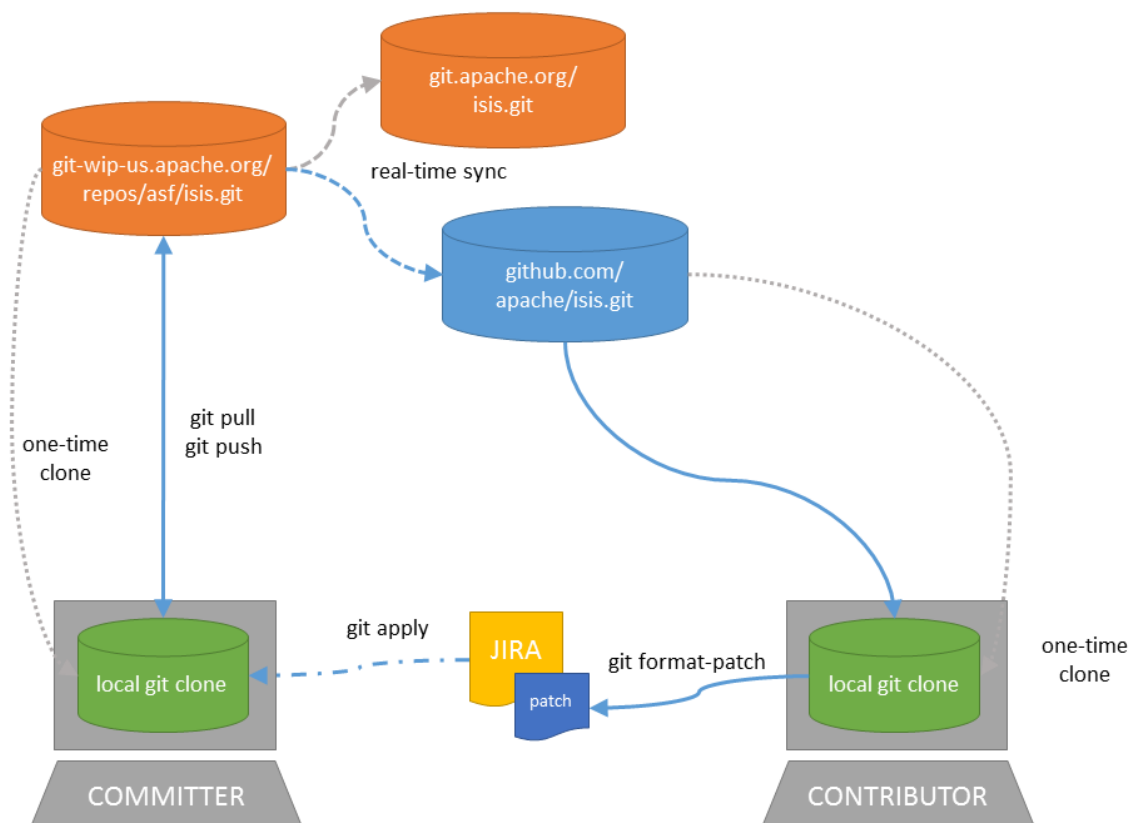 git.apache.org/
isis.git
git-wip-us.apache.org/
repos/asf/isis.git
real-time sync
github.com/
apache/isis.git
git pull
git push
one-time
clone
git apply
JIRA
patch
git format-patch
one-time
clone
local git clone
local git clone
COMMITTER
CONTRIBUTOR